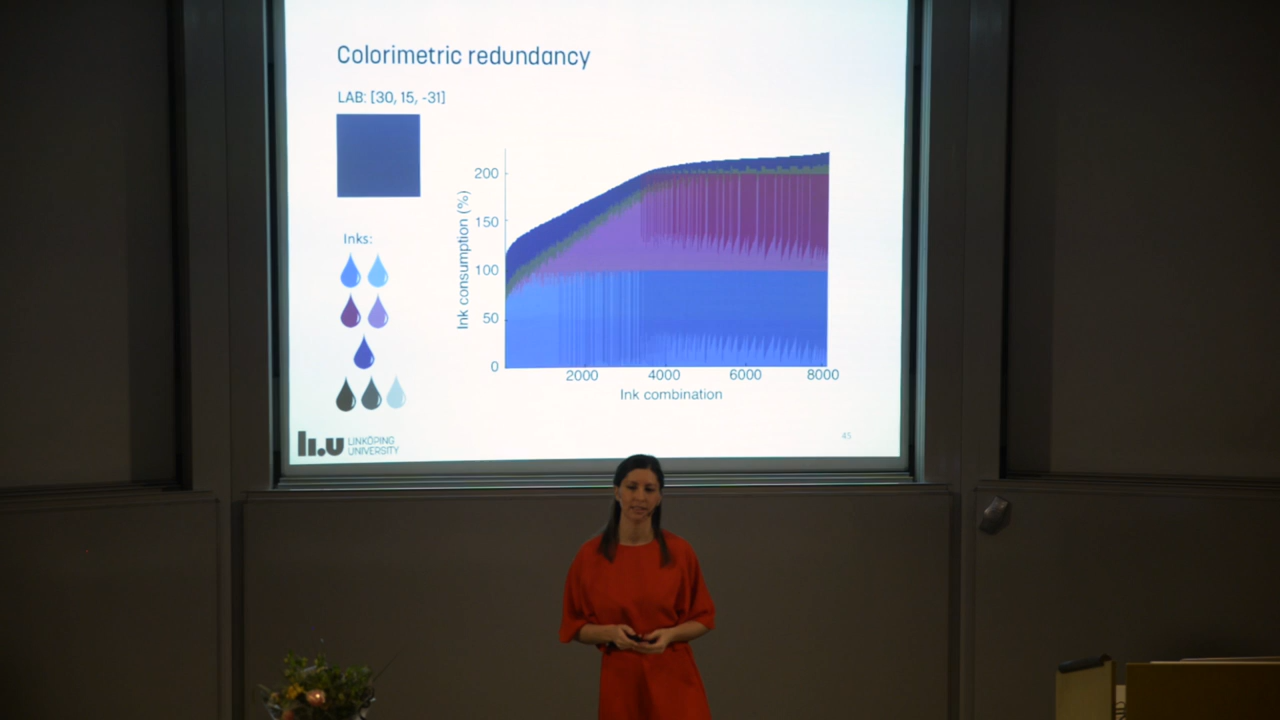 Colorimetric redundancy
LAB: [30, 15, -31]
Inks:
Ink consumption (%)
200
150
100
50
0
2000 4000 6000 8000
Ink combination
li.u LINKÖPING
UNIVERSITY
45